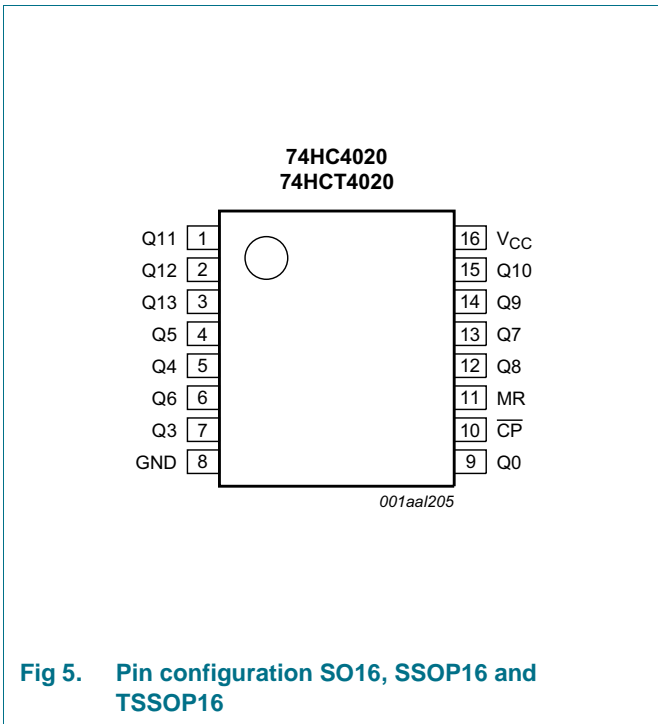 74HC4020
74HCT4020
Q11 1
Q12 2
Q13 3
Q5 4
Q4 5
Q6 6
Q3 7
GND 8
16 VCC
15 Q10
14 Q9
13 Q7
12 Q8
11 MR
10 C̅P̅
9 Q0
001aal205
Fig 5. Pin configuration SO16, SSOP16 and
TSSOP16